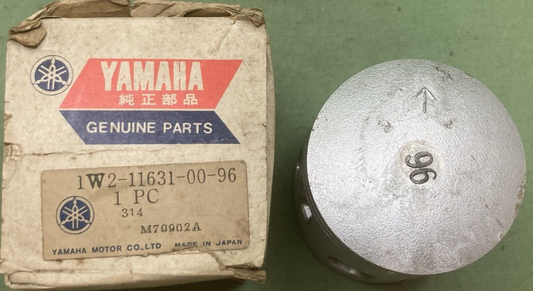 YAMAHA
純正部品
GENUINE PARTS
1W2-11631-00-96
1 PC
314
M70902A
YAMAHA MOTOR CO., LTD MADE IN JAPAN
96